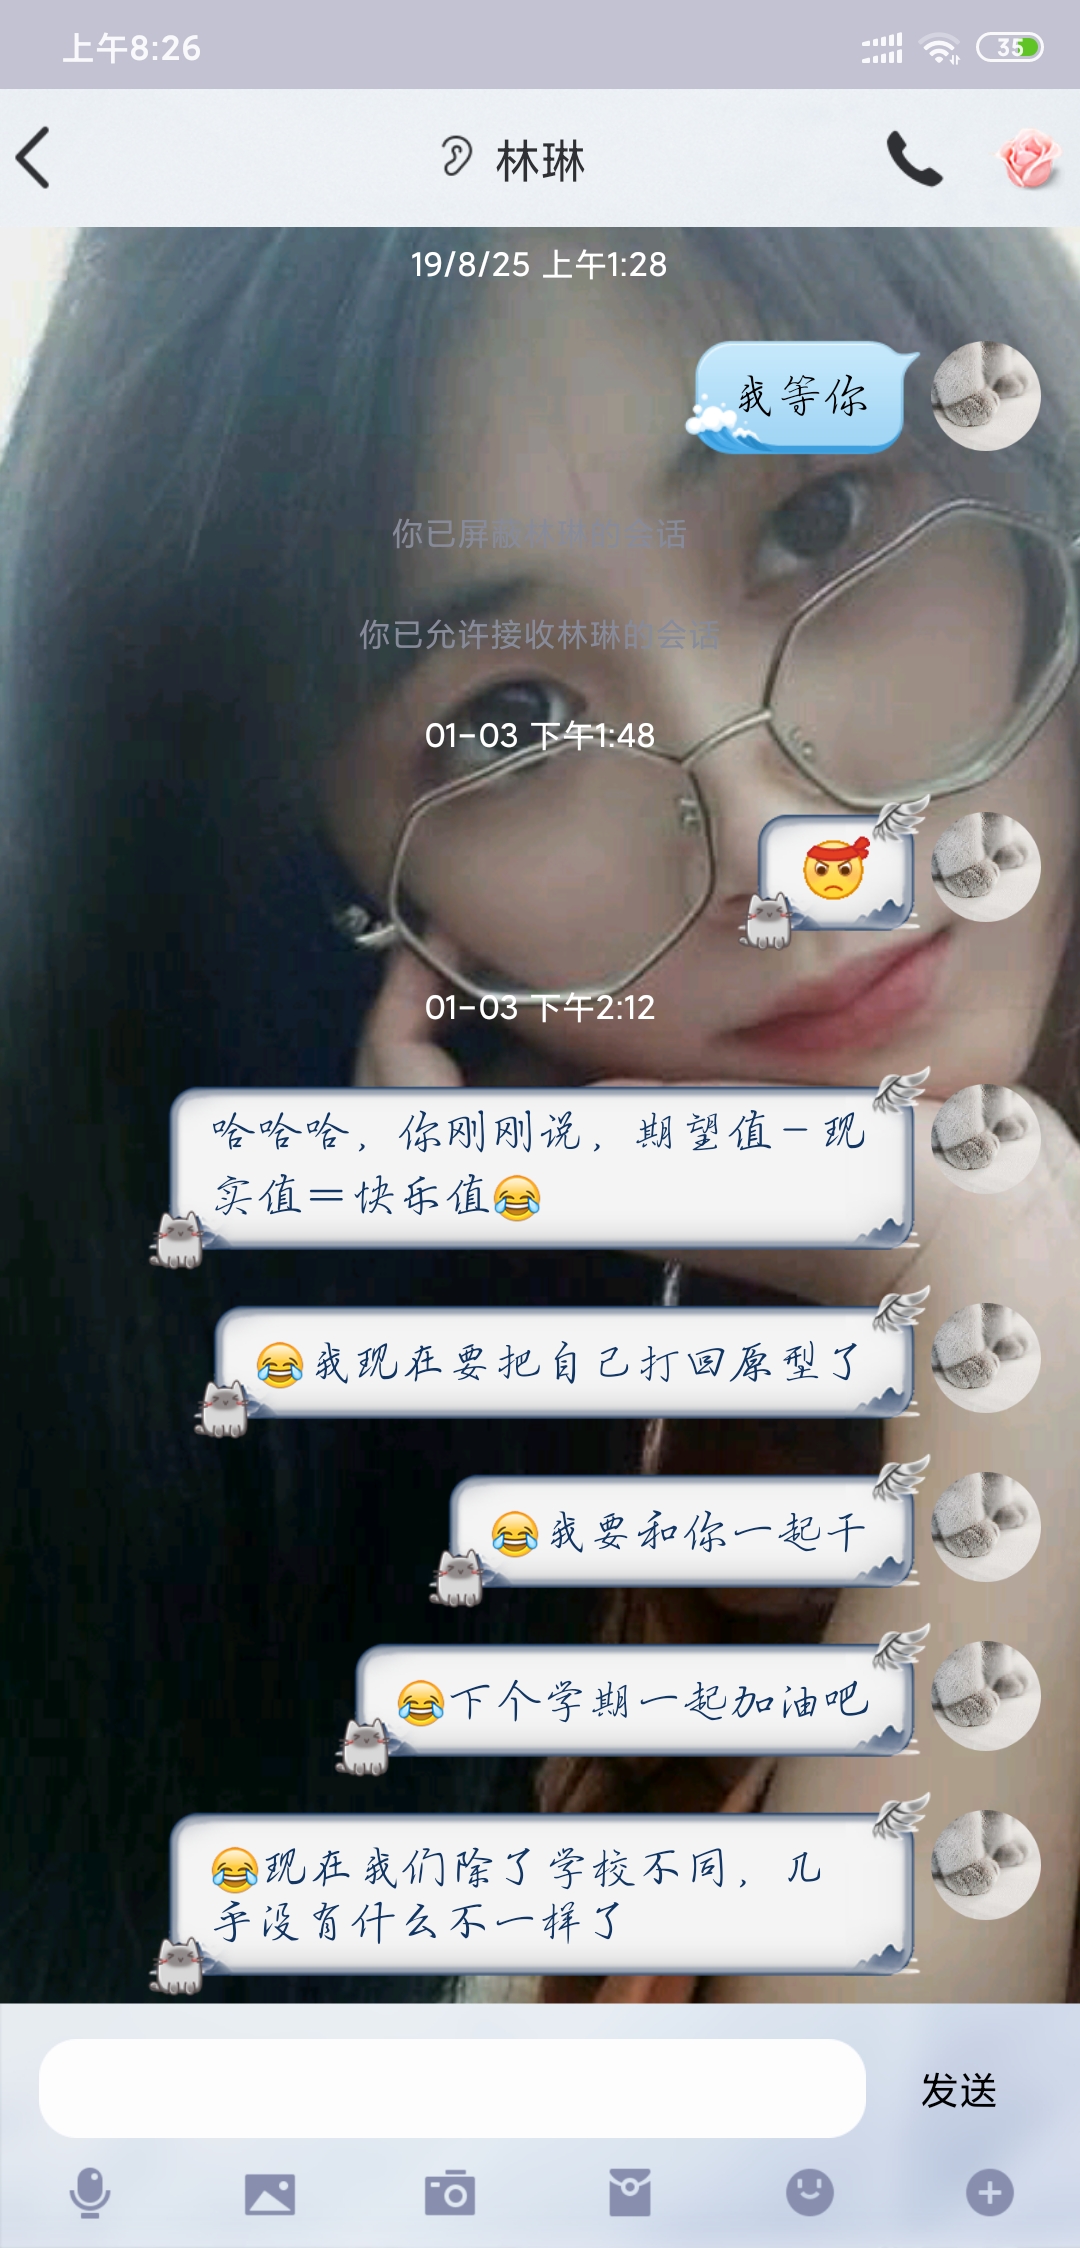 上午8:26
35
林琳
19/8/25 上午1:28
我等你
你已屏蔽林琳的会话
你已允许接收林琳的会话
01-03 下午1:48
01-03 下午2:12
哈哈哈，你刚刚说，期望值－现
实值＝快乐值😂
😂我现在要把自己打回原型了
😂我要和你一起干
😂下个学期一起加油吧
😂现在我们除了学校不同，几
乎没有什么不一样了
发送